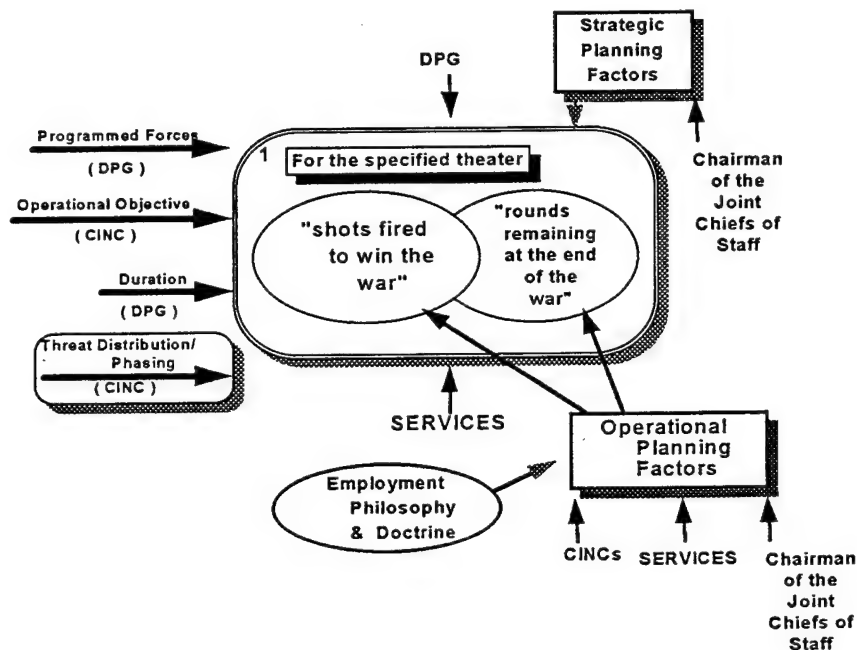 Strategic
Planning
Factors
DPG
Programmed Forces
( DPG )
Operational Objective
( CINC )
Duration
( DPG )
Threat Distribution/
Phasing
( CINC )
1
For the specified theater
"shots fired
to win the
war"
"rounds
remaining
at the end
of the
war"
Chairman
of the
Joint
Chiefs of
Staff
SERVICES
Operational
Planning
Factors
Employment
Philosophy
& Doctrine
CINCs
SERVICES
Chairman
of the
Joint
Chiefs of
Staff